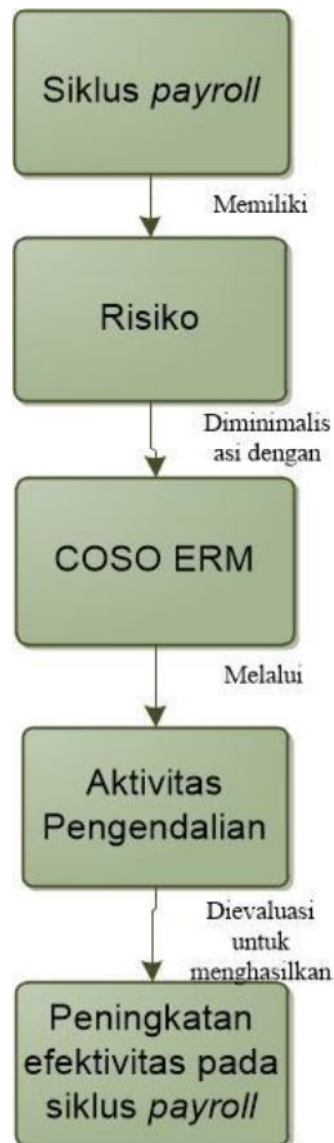 Siklus payroll
Memiliki
Risiko
Diminimalis
asi dengan
COSO ERM
Melalui
Aktivitas
Pengendalian
Dievaluasi
untuk
menghasilkan
Peningkatan
efektivitas pada
siklus payroll